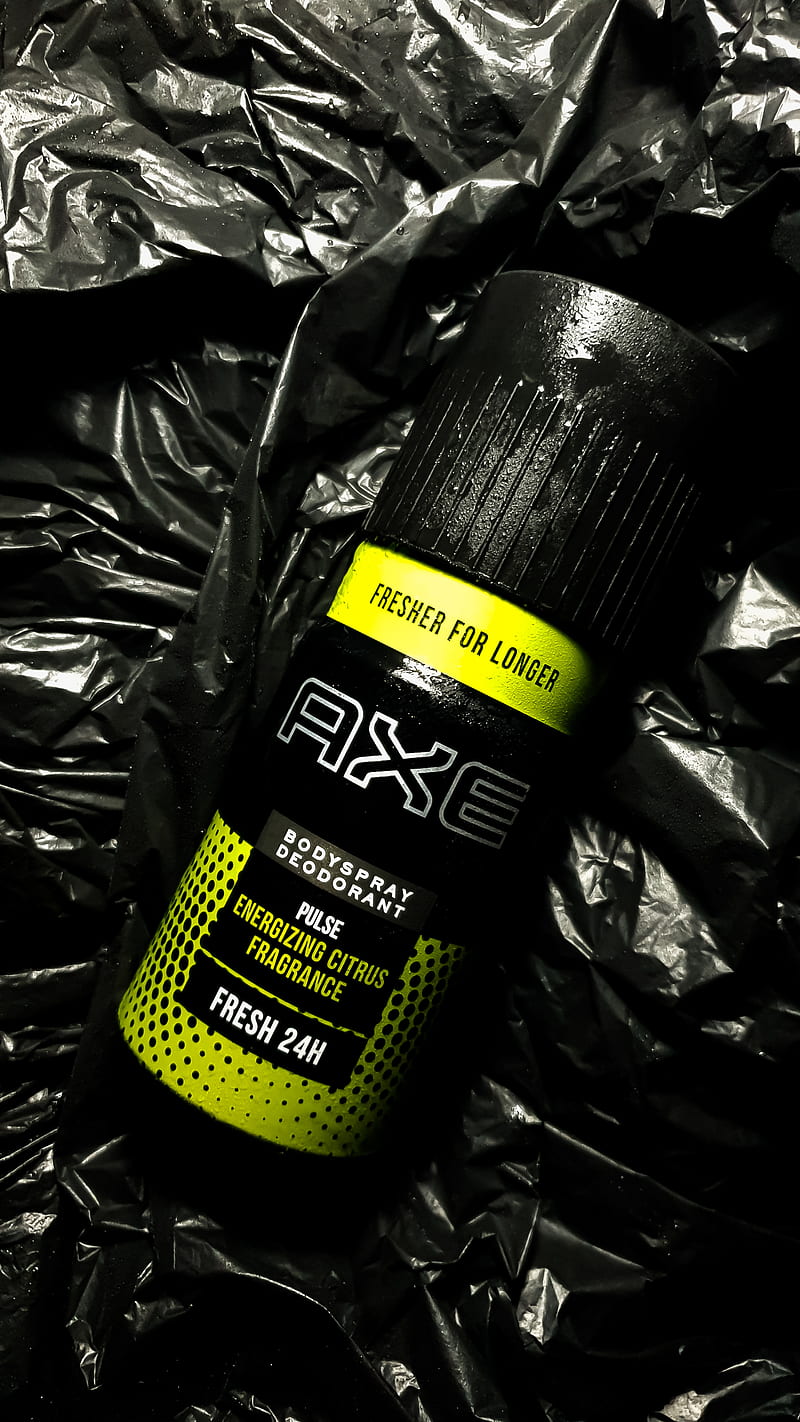 FRESHER FOR LONGER
AXE
BODYSPRAY
DEODORANT
PULSE
ENERGIZING CITRUS
FRAGRANCE
FRESH 24H